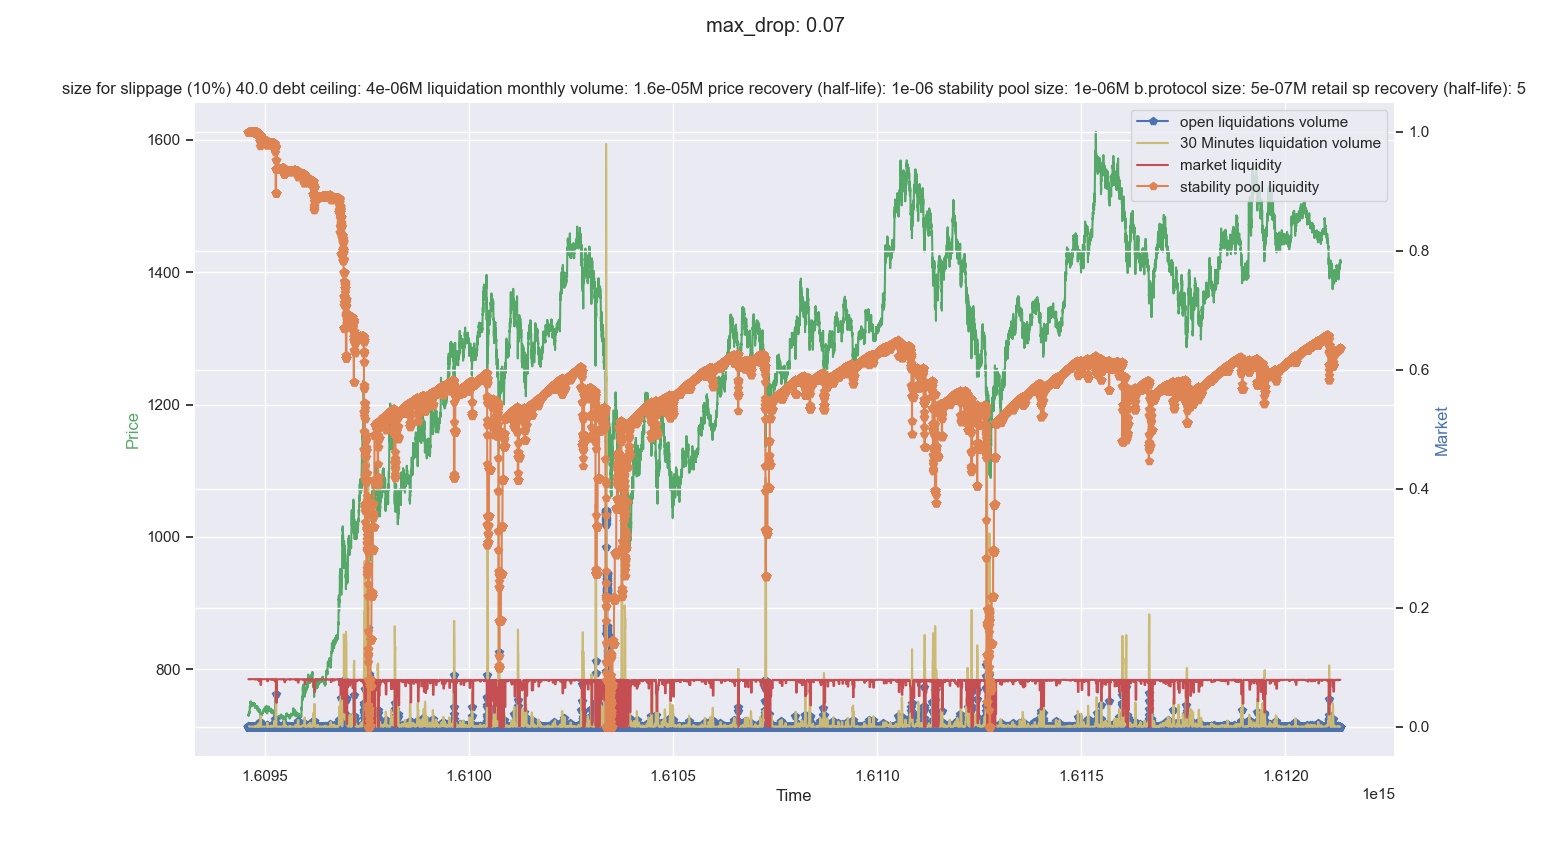 max_drop: 0.07
size for slippage (10%) 40.0 debt ceiling: 4e-06M liquidation monthly volume: 1.6e-05M price recovery (half-life): 1e-06 stability pool size: 1e-06M b.protocol size: 5e-07M retail sp recovery (half-life): 5
open liquidations volume
30 Minutes liquidation volume
market liquidity
stability pool liquidity
1600
1400
1200
1000
800
Price
1.0
0.8
0.6
0.4
0.2
0.0
Market
1.6095 1.6100 1.6105 1.6110 1.6115 1.6120
Time
1e15